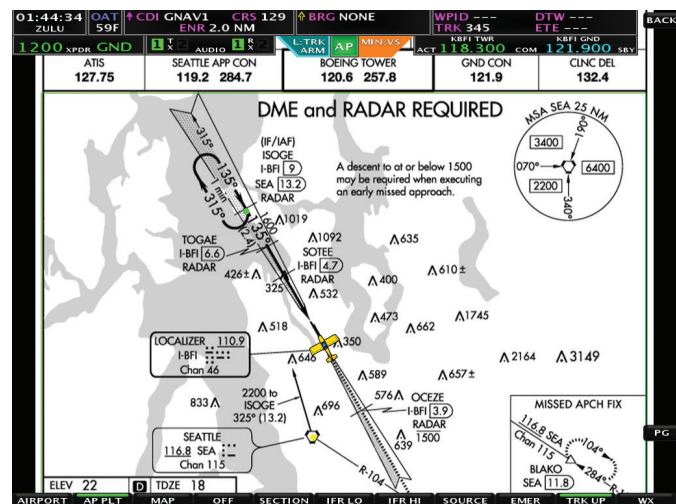 01:44:34 OAT CDI GNAV1 CRS 129 BRG NONE WPID --- DTW --- BACK
ZULU 59F ENR 2.0 NM TRK 345 ETE ---
1200 XPDR GND 1 T X AUDIO 1 R X L:TRK ARM AP MIN:VS KBFI TWR ACT 118.300 COM KBFI GND 121.900 SBY
ATIS SEATTLE APP CON BOEING TOWER GND CON CLNC DEL
127.75 119.2 284.7 120.6 257.8 121.9 132.4
DME and RADAR REQUIRED
MSA SEA 25 NM
3400
070°
6400
2200
190°
340°
A descent to at or below 1500
may be required when executing
an early missed approach.
315°
135°
1 min
315°
(IF/IAF)
ISOGE
I-BFI 9
SEA 13.2
RADAR
1019
600
(2.4)
35°
TOGAE
I-BFI 6.6
RADAR
1092
635
SOTEE
I-BFI 4.7
RADAR
426±
325
532
400
610±
473
662
1745
518
350
646
LOCALIZER 110.9
I-BFI
Chan 46
589
657±
2164
3149
2200 to
ISOGE
325° (13.2)
833
696
576
OCEZE
I-BFI 3.9
RADAR
1500
639
SEATTLE
116.8 SEA
Chan 115
R-104
MISSED APCH FIX
116.8 SEA
Chan 115
104°
284°
BLAKO
SEA 11.8
ELEV 22 D TDZE 18
PG
AIRPORT AP PLT MAP OFF SECTION IFR LO IFR HI SOURCE EMER TRK UP WX